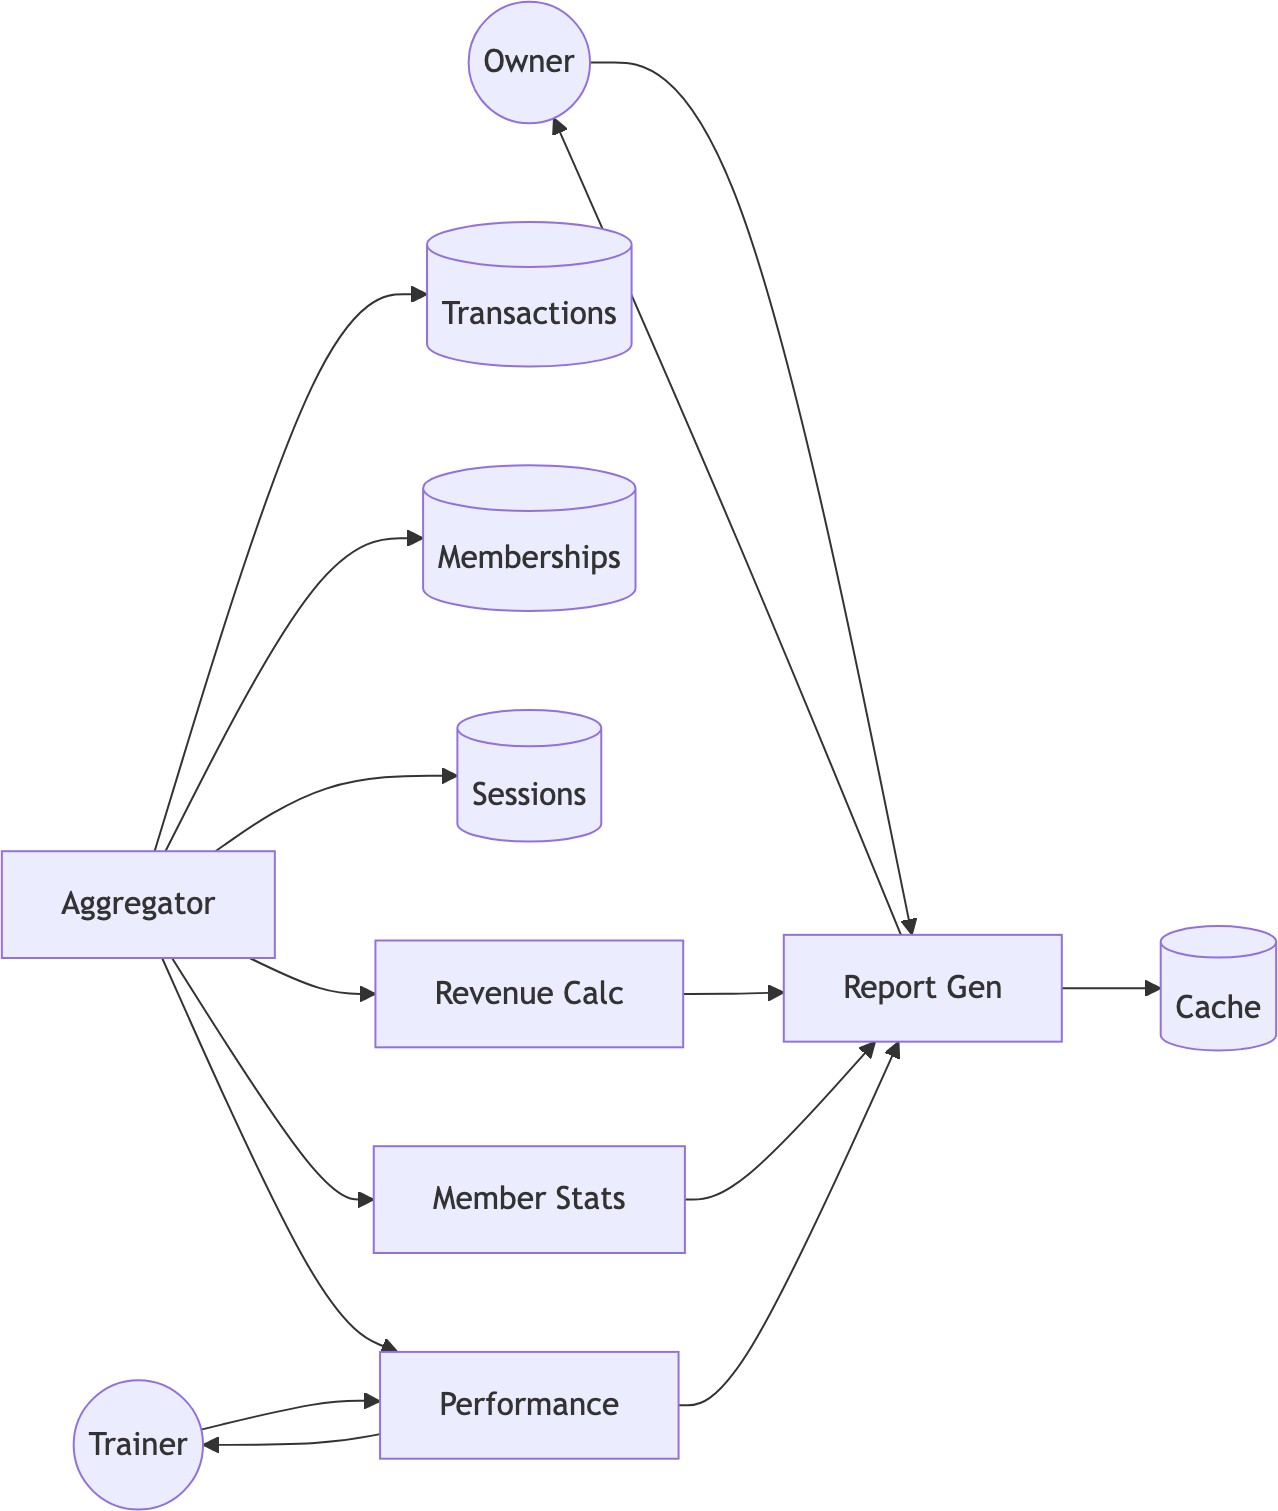 Owner
Transactions
Memberships
Sessions
Aggregator
Revenue Calc
Report Gen
Cache
Member Stats
Performance
Trainer